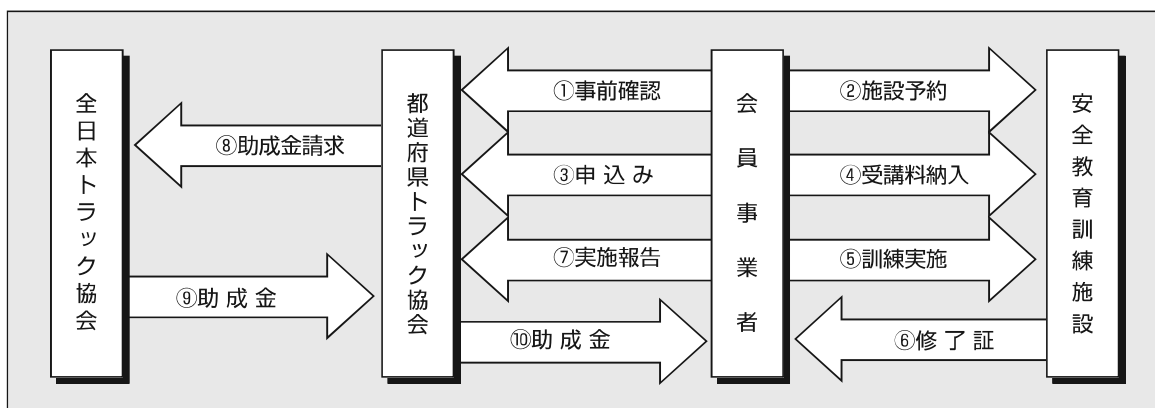 全日本トラック協会
⑧助成金請求
⑨助成金
都道府県トラック協会
①事前確認
③申込み
⑦実施報告
⑩助成金
会員事業者
②施設予約
④受講料納入
⑤訓練実施
⑥修了証
安全教育訓練施設